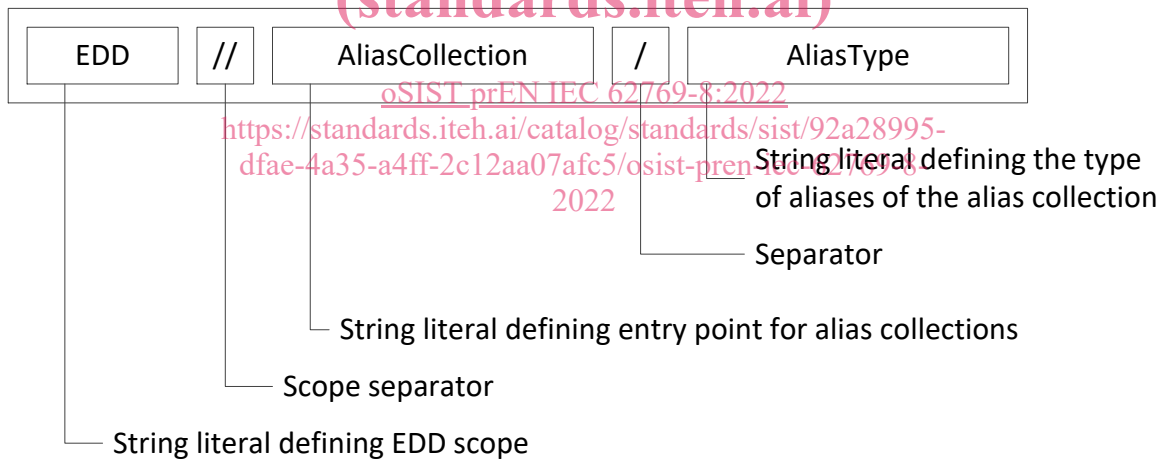 (standards.iteh.ai)
EDD // AliasCollection / AliasType
oSIST prEN IEC 62769-8:2022
https://standards.iteh.ai/catalog/standards/sist/92a28995-
dfae-4a35-a4ff-2c12aa07afc5/osist-pren-iec-62769-8-
2022
String literal defining the type
of aliases of the alias collection
Separator
String literal defining entry point for alias collections
Scope separator
String literal defining EDD scope